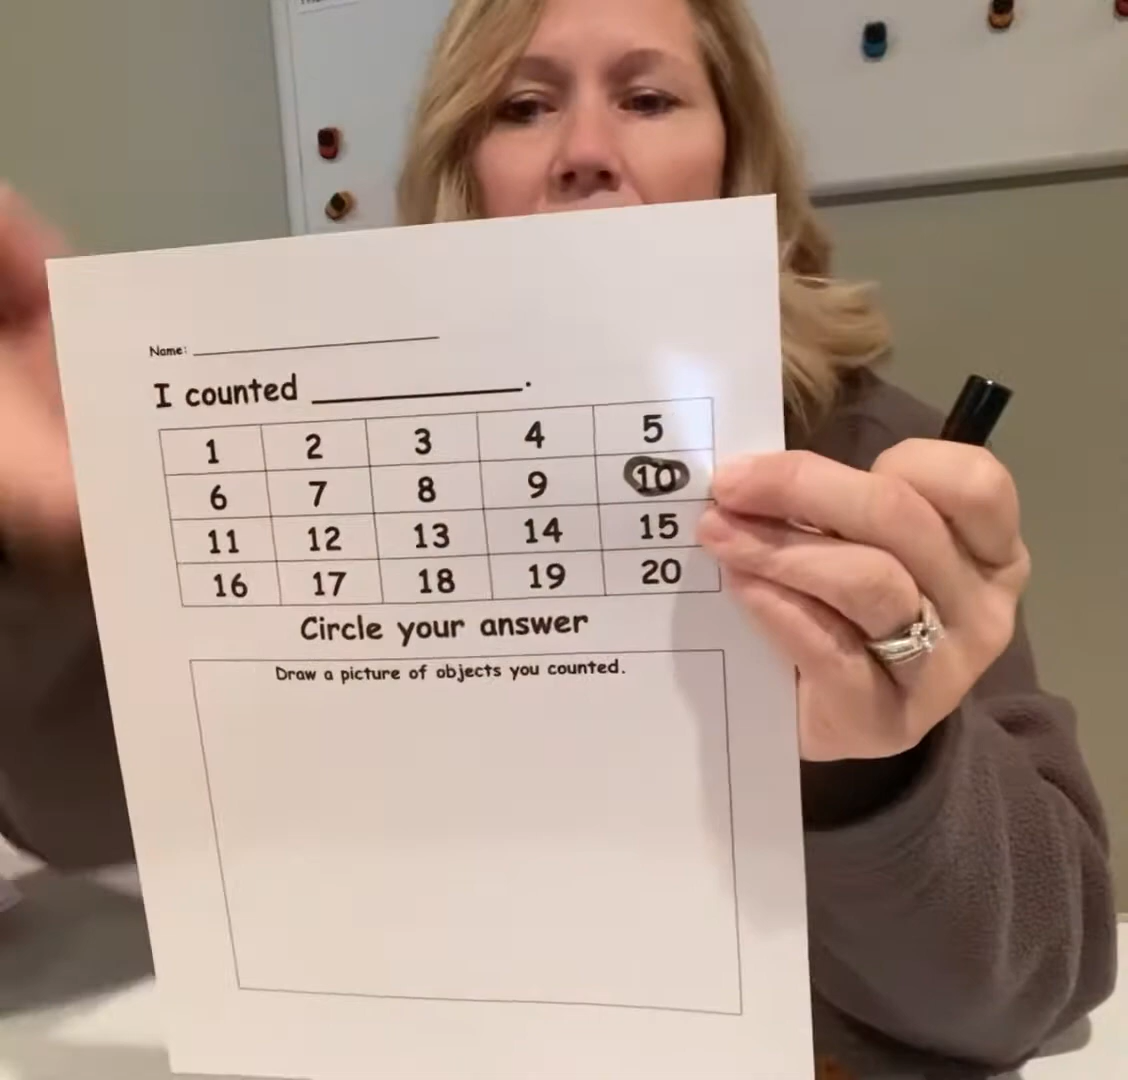 Name:
I counted .
1 2 3 4 5
6 7 8 9 10
11 12 13 14 15
16 17 18 19 20
Circle your answer
Draw a picture of objects you counted.